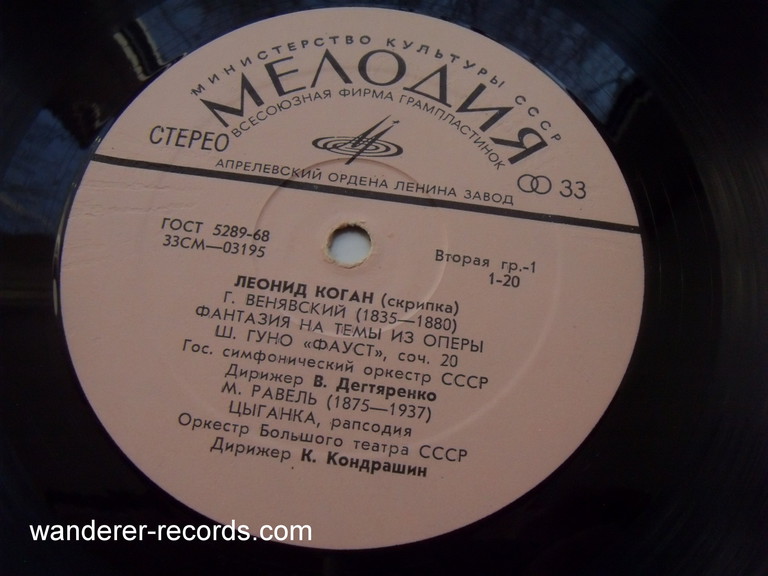 МИНИСТЕРСТВО КУЛЬТУРЫ СССР
МЕЛОДИЯ
ВСЕСОЮЗНАЯ ФИРМА ГРАМПЛАСТИНОК
СТЕРЕО
АПРЕЛЕВСКИЙ ОРДЕНА ЛЕНИНА ЗАВОД
33
ГОСТ 5289-68
33СМ—03195
Вторая гр.-1
1-20
ЛЕОНИД КОГАН (скрипка)
Г. ВЕНЯВСКИЙ (1835—1880)
ФАНТАЗИЯ НА ТЕМЫ ИЗ ОПЕРЫ
Ш. ГУНО «ФАУСТ», соч. 20
Гос. симфонический оркестр СССР
Дирижер В. Дегтяренко
М. РАВЕЛЬ (1875—1937)
ЦЫГАНКА, рапсодия
Оркестр Большого театра СССР
Дирижер К. Кондрашин
wanderer-records.com